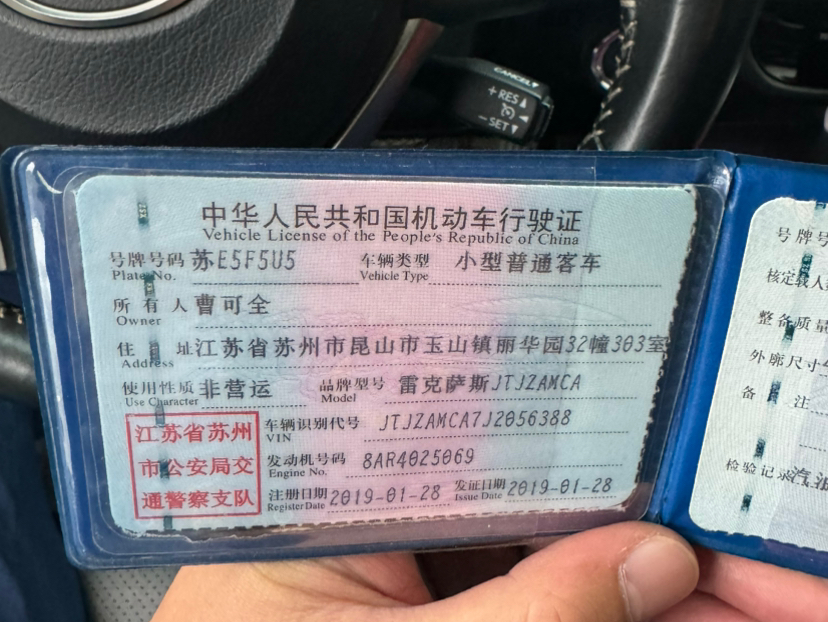 CANCEL▼
+RES▲
−SET▼
中华人民共和国机动车行驶证
Vehicle License of the People's Republic of China
号牌号码 苏E5F5U5 车辆类型 小型普通客车
Plate No. Vehicle Type
所有人 曹可全
Owner
住址 江苏省苏州市昆山市玉山镇丽华园32幢303室
Address
使用性质 非营运 品牌型号 雷克萨斯JTJZAMCA
Use Character Model
江苏省苏州
市公安局交
通警察支队
车辆识别代号 JTJZAMCA7J2056388
VIN
发动机号码 8AR4025069
Engine No.
注册日期 2019-01-28 发证日期 2019-01-28
Register Date Issue Date
号牌号
核定载人
整备质量
外廓尺寸
备注
检验记录 汽油